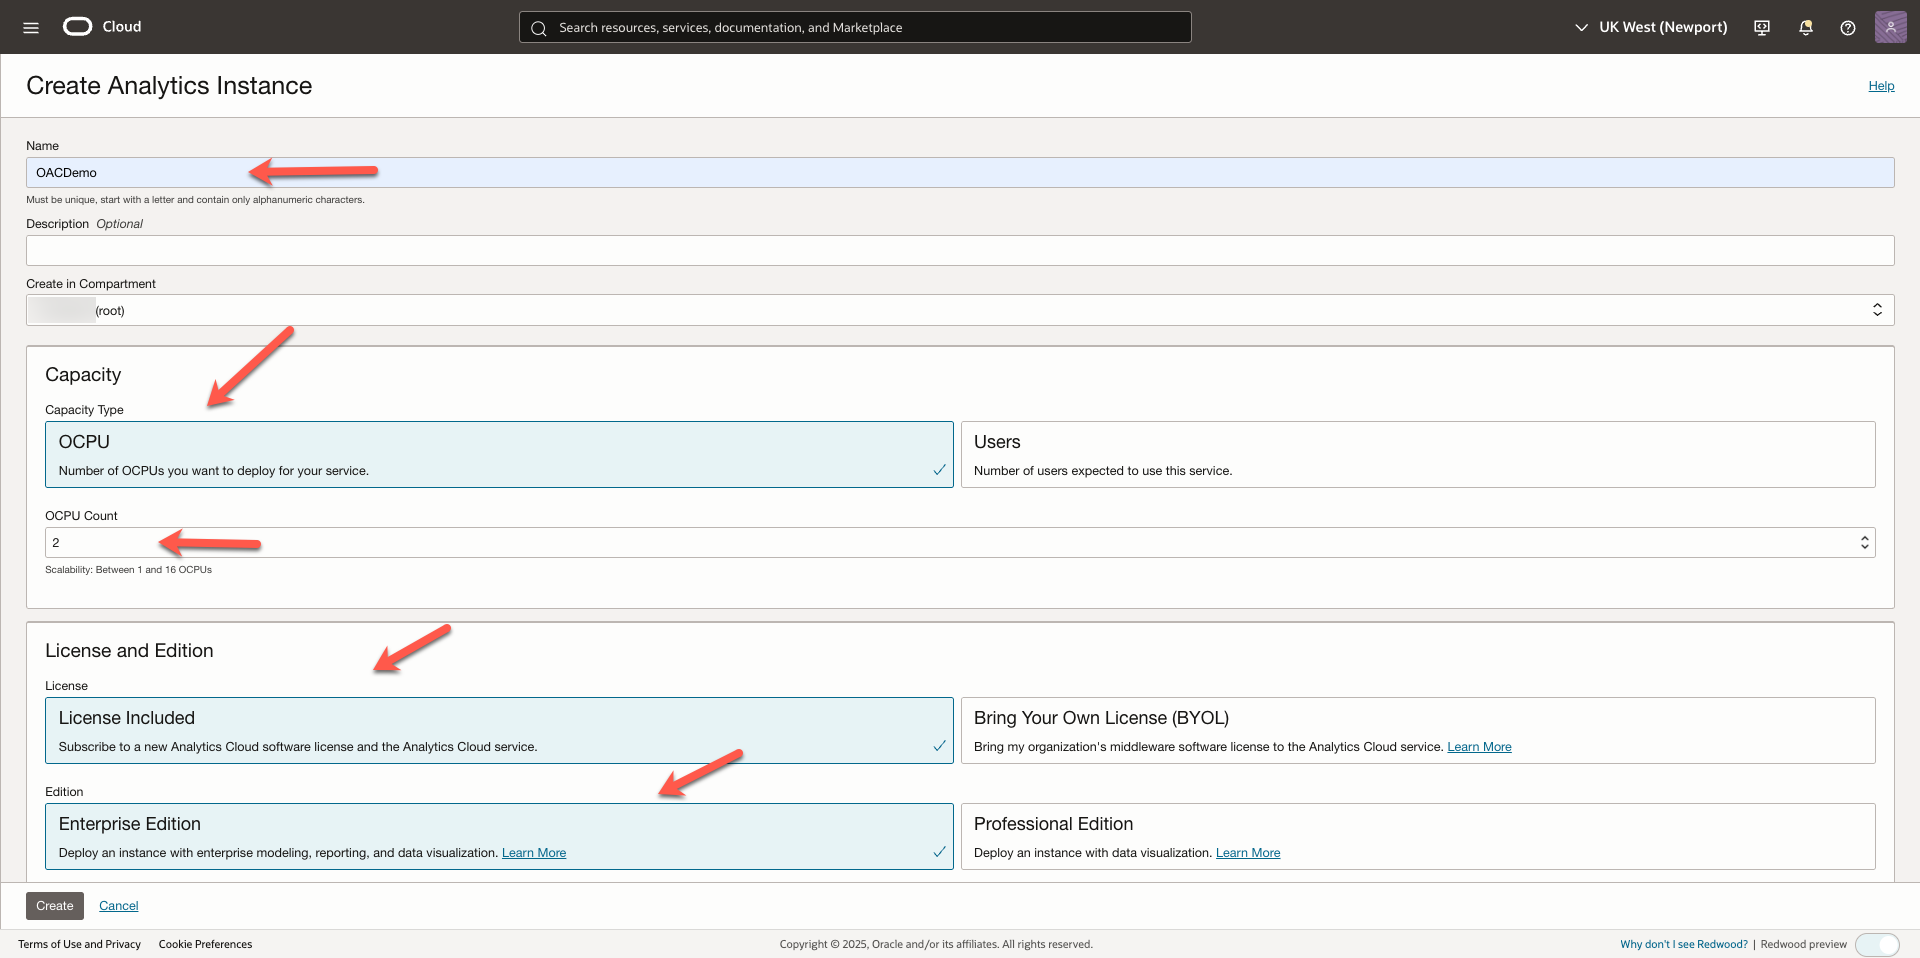 Cloud
Search resources, services, documentation, and Marketplace
UK West (Newport)
Create Analytics Instance
Help
Name
OACDemo
Must be unique, start with a letter and contain only alphanumeric characters.
Description Optional
Create in Compartment
(root)
Capacity
Capacity Type
OCPU
Number of OCPUs you want to deploy for your service.
Users
Number of users expected to use this service.
OCPU Count
2
Scalability: Between 1 and 16 OCPUs
License and Edition
License
License Included
Subscribe to a new Analytics Cloud software license and the Analytics Cloud service.
Bring Your Own License (BYOL)
Bring my organization's middleware software license to the Analytics Cloud service. Learn More
Edition
Enterprise Edition
Deploy an instance with enterprise modeling, reporting, and data visualization. Learn More
Professional Edition
Deploy an instance with data visualization. Learn More
Create
Cancel
Terms of Use and Privacy
Cookie Preferences
Copyright © 2025, Oracle and/or its affiliates. All rights reserved.
Why don't I see Redwood? | Redwood preview